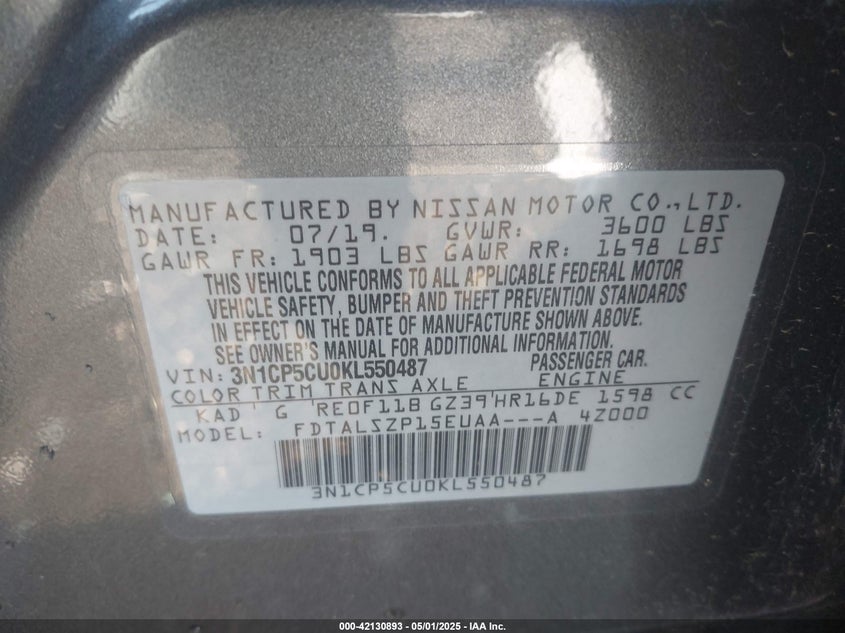 MANUFACTURED BY NISSAN MOTOR CO.,LTD.
DATE: 07/19. GVWR: 3600 LBS
GAWR FR: 1903 LBS GAWR RR: 1698 LBS
THIS VEHICLE CONFORMS TO ALL APPLICABLE FEDERAL MOTOR
VEHICLE SAFETY, BUMPER AND THEFT PREVENTION STANDARDS
IN EFFECT ON THE DATE OF MANUFACTURE SHOWN ABOVE.
SEE OWNER'S MANUAL FOR ADDITIONAL INFORMATION.
VIN: 3N1CP5CU0KL550487 PASSENGER CAR.
COLOR TRIM TRANS AXLE ENGINE
KAD G RE0F11B GZ39 HR16DE 1598 CC
MODEL: FDTALSZP15EUAA---A 4Z000
3N1CP5CU0KL550487
000-42130893 - 05/01/2025 - IAA Inc.